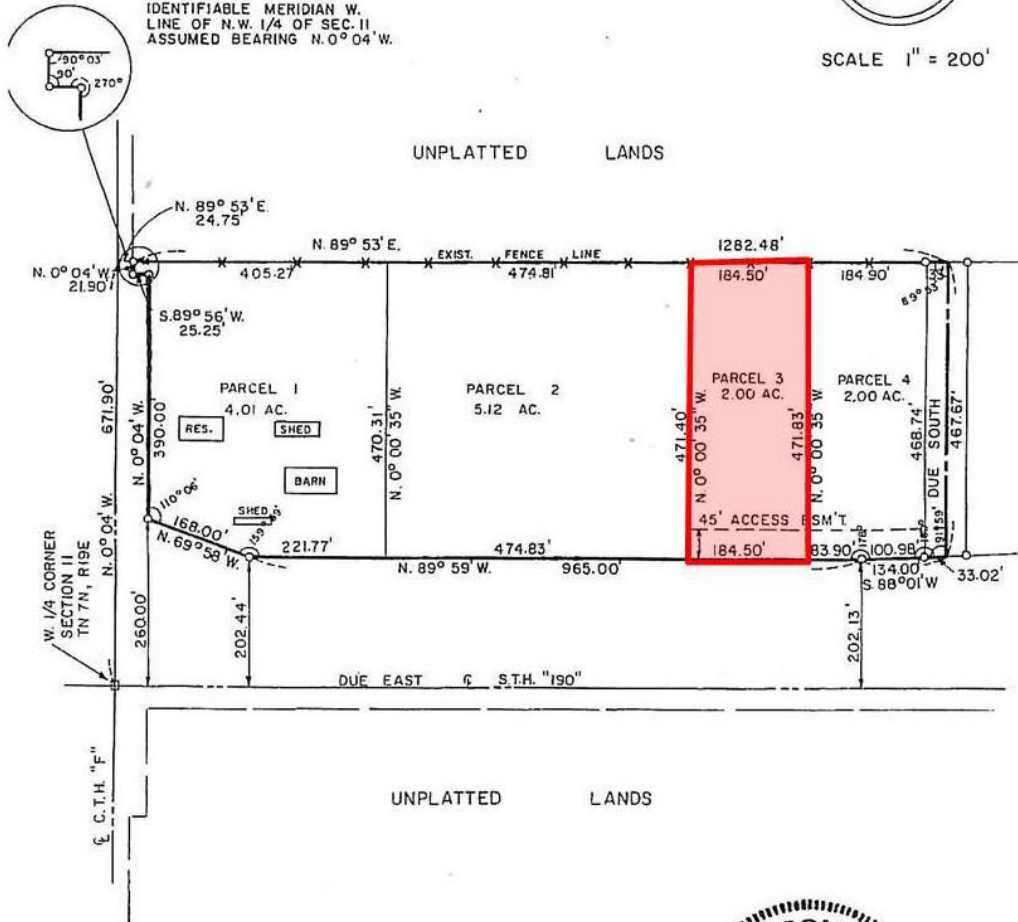 IDENTIFIABLE MERIDIAN W.
LINE OF N.W. 1/4 OF SEC. 11
ASSUMED BEARING N. 0° 04' W.
90° 03'
90'
270°
SCALE 1" = 200'
UNPLATTED LANDS
N. 89° 53' E.
24.75'
N. 89° 53' E.
EXIST. FENCE LINE
1282.48'
N. 0° 04' W.
21.90'
405.27
474.81'
184.50'
184.90'
33'
S. 89° 56' W.
25.25'
671.90'
N. 0° 04' W.
N. 0° 04' W.
390.00'
PARCEL 1
4.01 AC.
RES.
SHED
BARN
SHED
470.31'
N. 0° 00' 35" W.
PARCEL 2
5.12 AC.
471.40'
N. 0° 00' 35" W.
PARCEL 3
2.00 AC.
471.83'
N. 0° 00' 35" W.
PARCEL 4
2.00 AC.
468.74'
DUE SOUTH
467.67'
110° 06'
168.00'
N. 69° 58' W.
221.77'
474.83'
N. 89° 59' W.
965.00'
45' ACCESS ESM'T.
184.50'
83.90'
100.98'
134.00
S. 88° 01' W
33.02'
W. 1/4 CORNER
SECTION 11
TN 7N, R19E
260.00'
202.44'
202.13'
DUE EAST ℄ S.T.H. "190"
℄ C.T.H. "F"
UNPLATTED LANDS